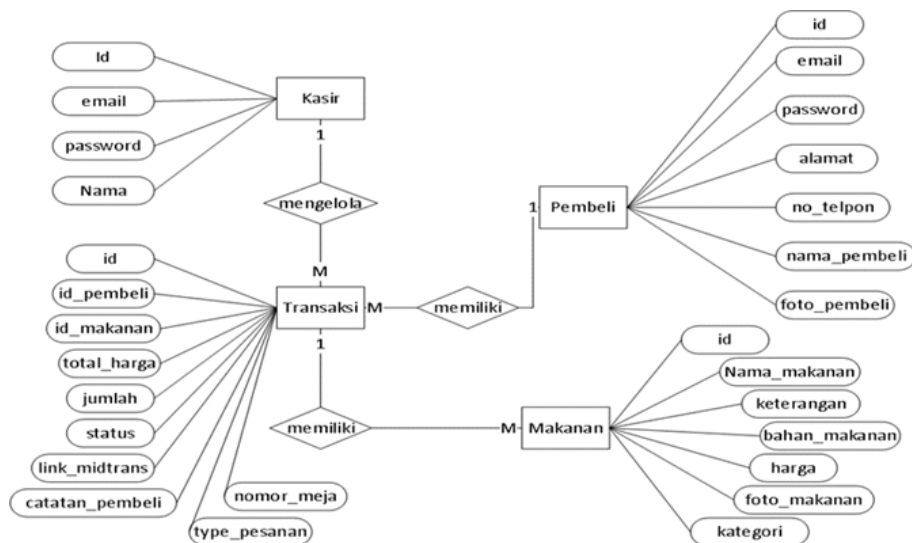 Id
email
password
Nama
Kasir
1
mengelola
M
id
email
password
alamat
no_telpon
nama_pembeli
foto_pembeli
Pembeli
1
memiliki
M
Transaksi
1
id
id_pembeli
id_makanan
total_harga
jumlah
status
link_midtrans
catatan_pembeli
type_pesanan
nomor_meja
memiliki
M
Makanan
id
Nama_makanan
keterangan
bahan_makanan
harga
foto_makanan
kategori